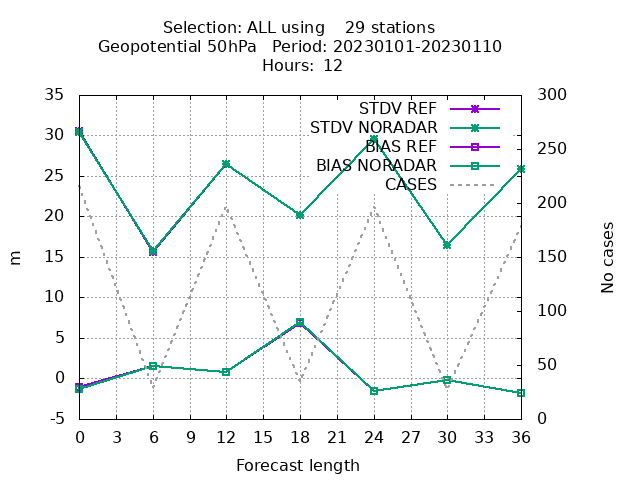 Selection: ALL using    29 stations
Geopotential 50hPa   Period: 20230101-20230110
Hours:  12
STDV REF
STDV NORADAR
BIAS REF
BIAS NORADAR
CASES
35
30
25
20
15
10
5
0
-5
m
300
250
200
150
100
50
0
No cases
0 3 6 9 12 15 18 21 24 27 30 33 36
Forecast length